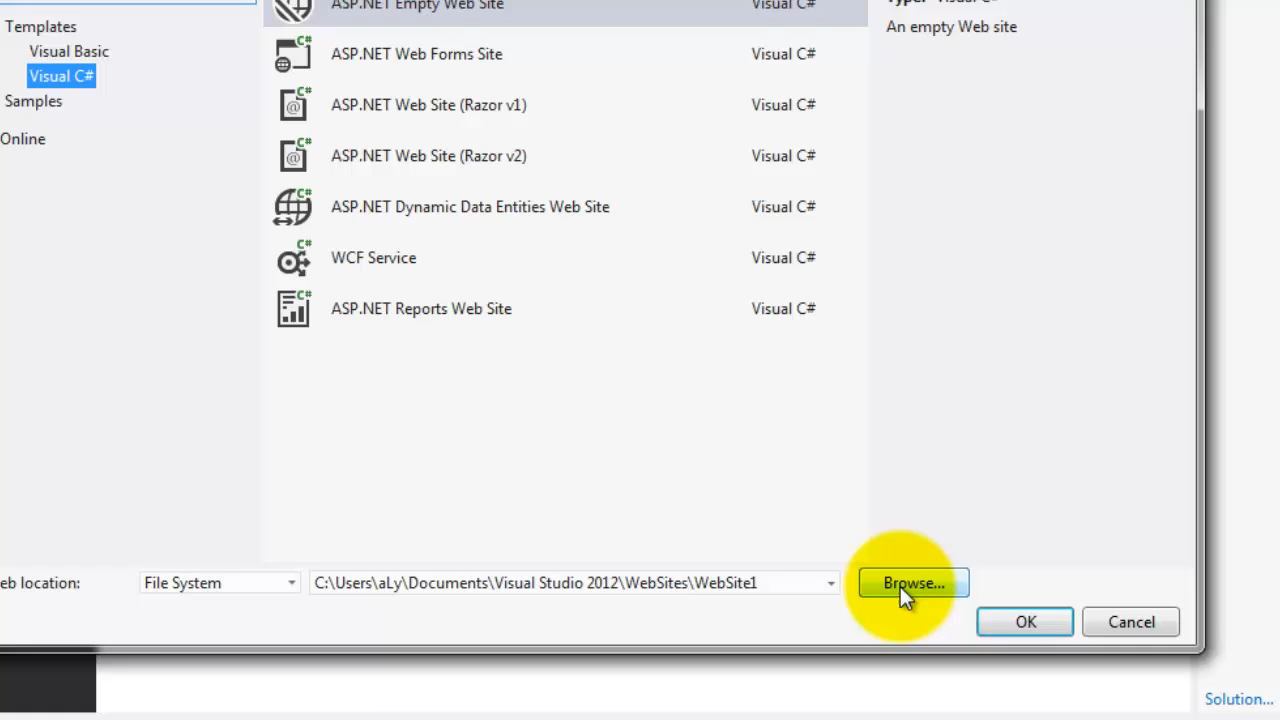 Templates
Visual Basic
Visual C#
Samples
Online
ASP.NET Empty Web Site Visual C#
C# ASP.NET Web Forms Site Visual C#
C# ASP.NET Web Site (Razor v1) Visual C#
C# ASP.NET Web Site (Razor v2) Visual C#
C# ASP.NET Dynamic Data Entities Web Site Visual C#
C# WCF Service Visual C#
C# ASP.NET Reports Web Site Visual C#
Type: Visual C#
An empty Web site
eb location: File System C:\Users\aLy\Documents\Visual Studio 2012\WebSites\WebSite1 Browse...
OK Cancel
Solution...